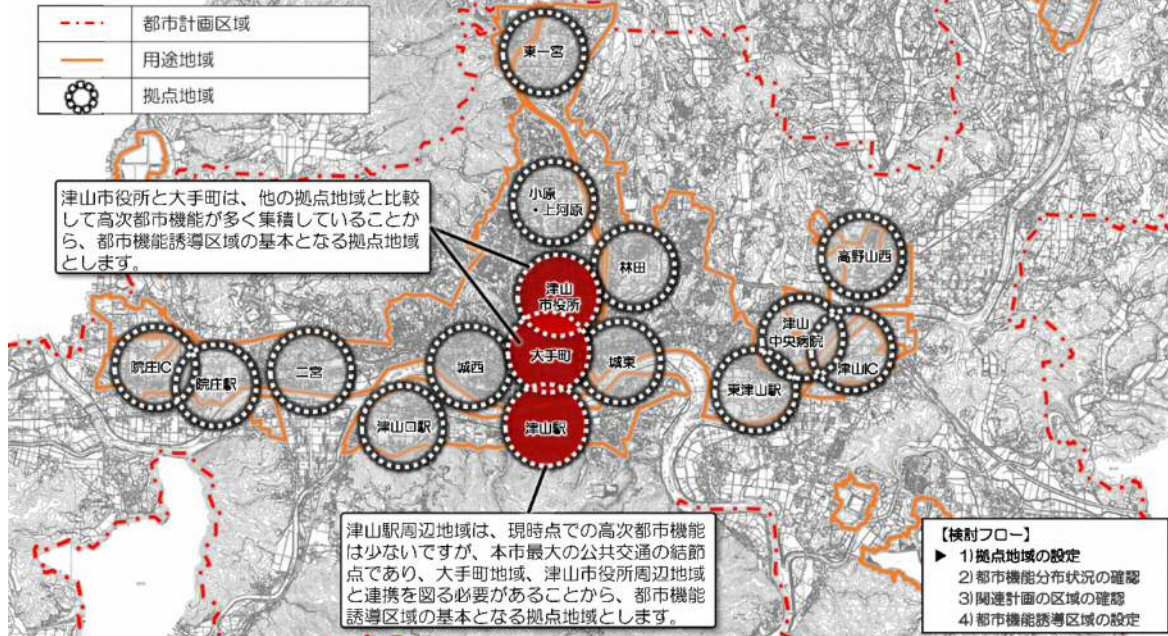 都市計画区域
用途地域
拠点地域
東一宮
津山市役所と大手町は、他の拠点地域と比較
して高次都市機能が多く集積していることか
ら、都市機能誘導区域の基本となる拠点地域
とします。
小原
・上河原
林田
高野山西
津山
市役所
津山
中央病院
院庄IC
院庄駅
二宮
城西
大手町
城東
東津山駅
津山IC
津山口駅
津山駅
津山駅周辺地域は、現時点での高次都市機能
は少ないですが、本市最大の公共交通の結節
点であり、大手町地域、津山市役所周辺地域
と連携を図る必要があることから、都市機能
誘導区域の基本となる拠点地域とします。
【検討フロー】
▶ 1)拠点地域の設定
2)都市機能分布状況の確認
3)関連計画の区域の確認
4)都市機能誘導区域の設定